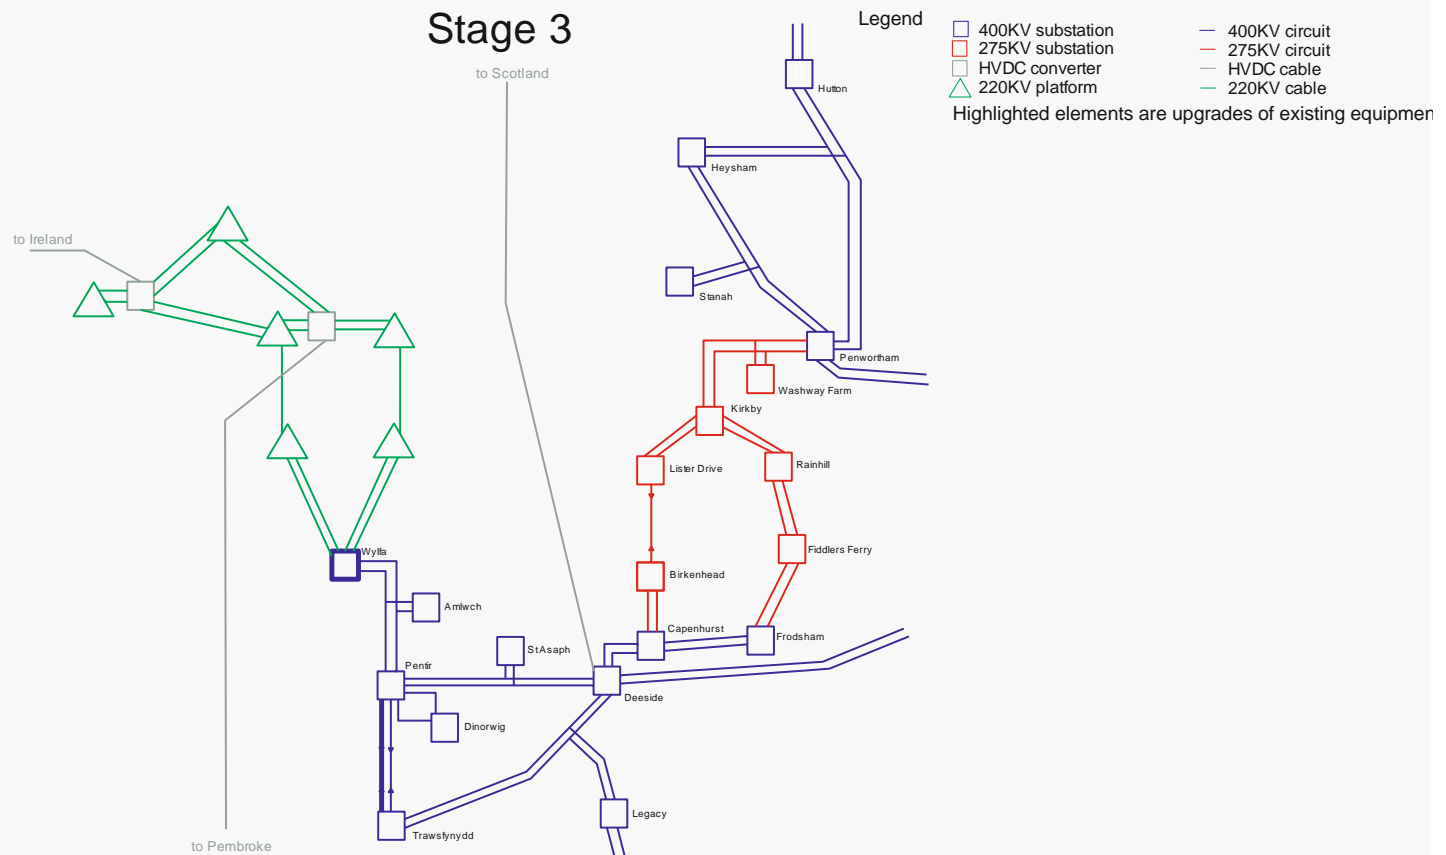 Stage 3
Legend
400KV substation
400KV circuit
275KV substation
275KV circuit
HVDC converter
HVDC cable
220KV platform
220KV cable
Highlighted elements are upgrades of existing equipmen
to Scotland
Hutton
Heysham
to Ireland
Stanah
Penwortham
Washway Farm
Kirkby
Lister Drive
Rainhill
Wylfa
Fiddlers Ferry
Birkenhead
Amlwch
Capenhurst
Frodsham
St Asaph
Pentir
Deeside
Dinorwig
Legacy
Trawsfynydd
to Pembroke